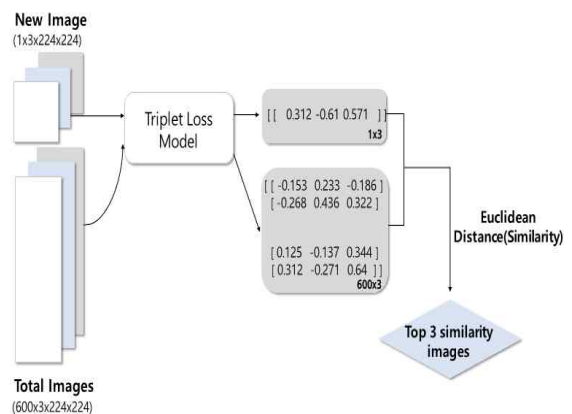 New Image
(1x3x224x224)
Triplet Loss
Model
[[ 0.312 -0.61 0.571 ]]
1x3
[[ -0.153 0.233 -0.186 ]
[ -0.268 0.436 0.322 ]
[ 0.125 -0.137 0.344 ]
[ 0.312 -0.271 0.64 ]]
600x3
Euclidean
Distance(Similarity)
Top 3 similarity
images
Total Images
(600x3x224x224)